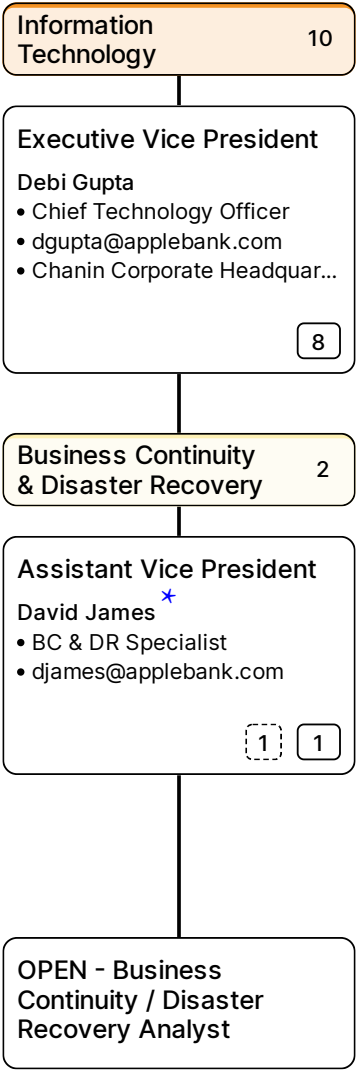 Information
Technology
10
Executive Vice President
Debi Gupta
• Chief Technology Officer
• dgupta@applebank.com
• Chanin Corporate Headquar...
8
Business Continuity
& Disaster Recovery
2
Assistant Vice President
David James *
• BC & DR Specialist
• djames@applebank.com
1 1
OPEN - Business
Continuity / Disaster
Recovery Analyst